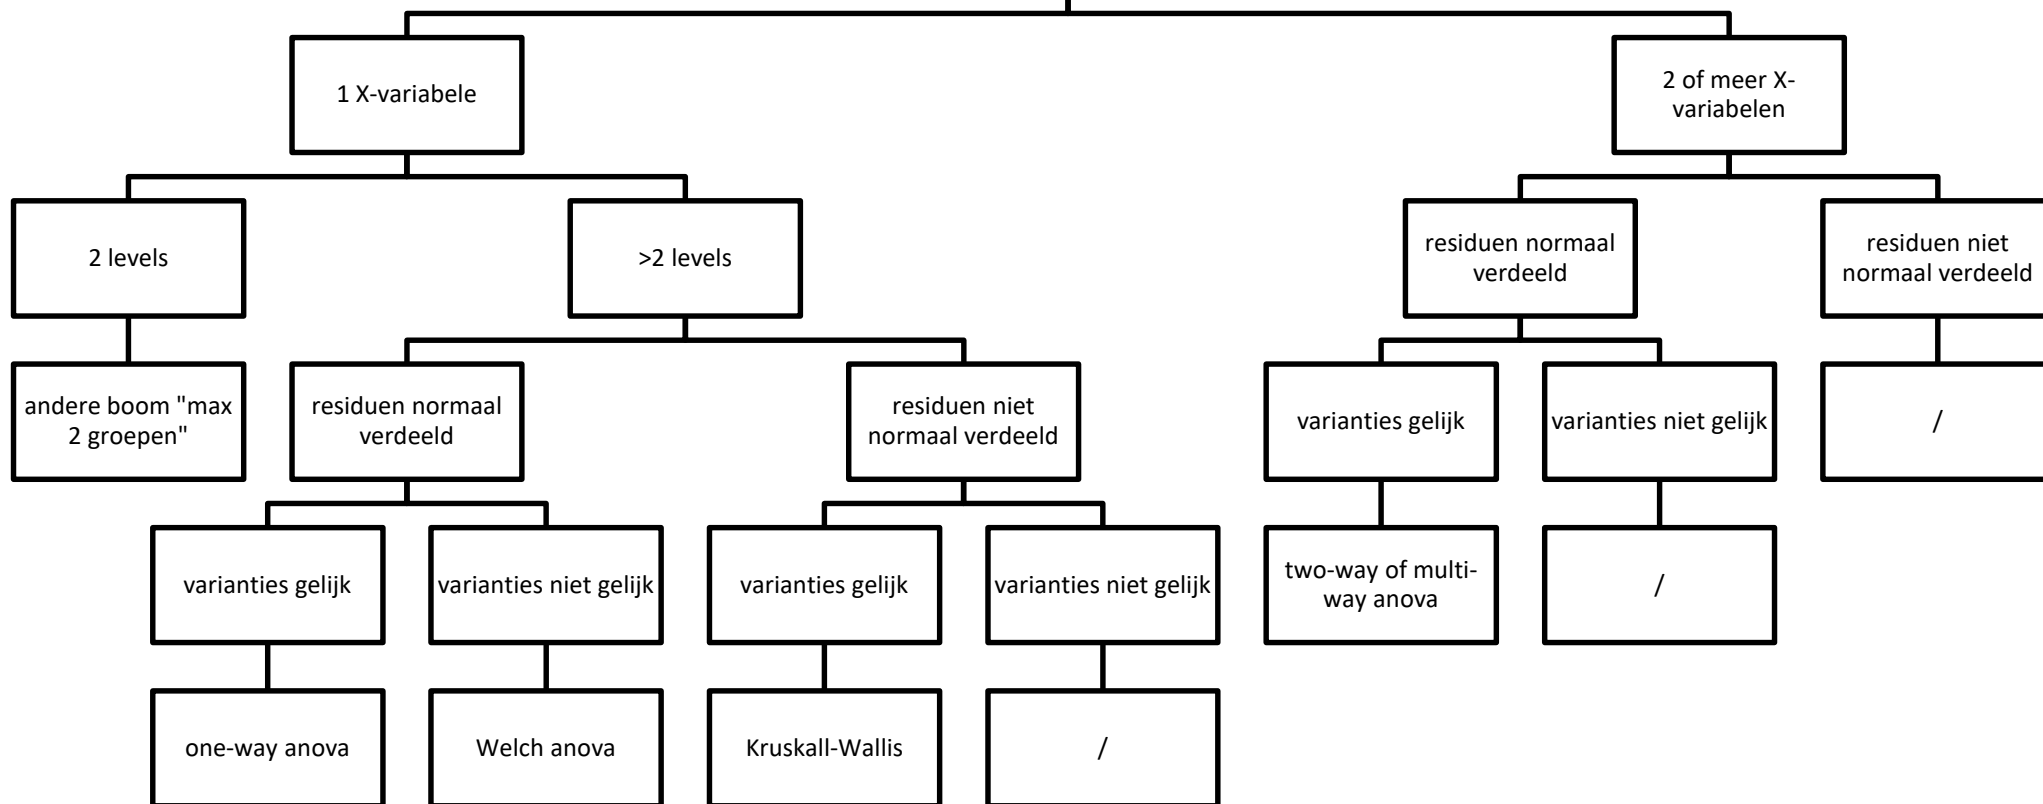 1 X-variabele
2 of meer X-
variabelen
2 levels
>2 levels
residuen normaal
verdeeld
residuen niet
normaal verdeeld
andere boom "max
2 groepen"
residuen normaal
verdeeld
residuen niet
normaal verdeeld
varianties gelijk
varianties niet gelijk
/
varianties gelijk
varianties niet gelijk
varianties gelijk
varianties niet gelijk
two-way of multi-
way anova
/
one-way anova
Welch anova
Kruskall-Wallis
/